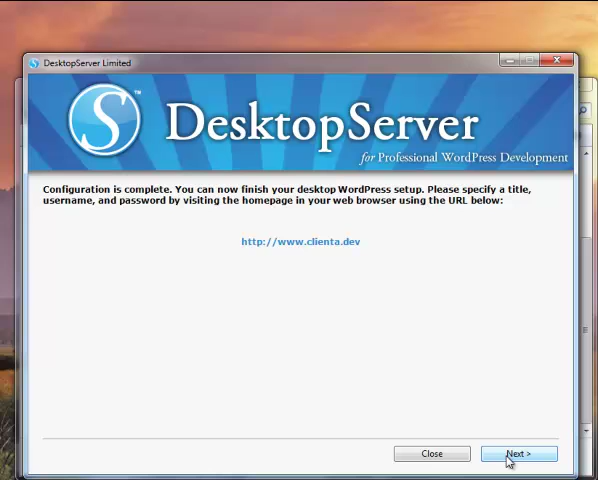 DesktopServer Limited
S ™
DesktopServer
for Professional WordPress Development
Configuration is complete. You can now finish your desktop WordPress setup. Please specify a title,
username, and password by visiting the homepage in your web browser using the URL below:
http://www.clienta.dev
Close
Next >